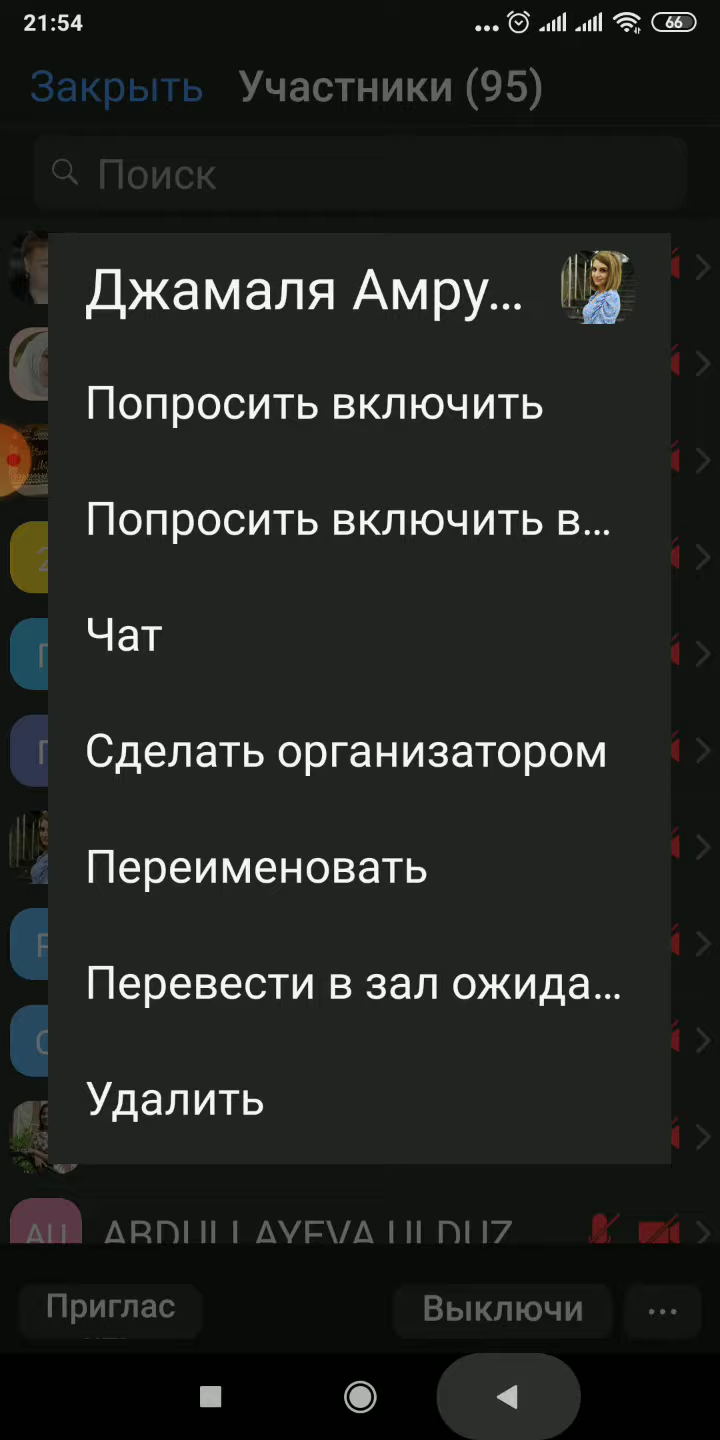 21:54
66
Закрыть
Участники (95)
Поиск
Джамаля Амру...
Попросить включить
Попросить включить в...
Чат
Сделать организатором
Переименовать
Перевести в зал ожида...
Удалить
AU ABDULLAYEVA ULDUZ
Приглас
Выключи